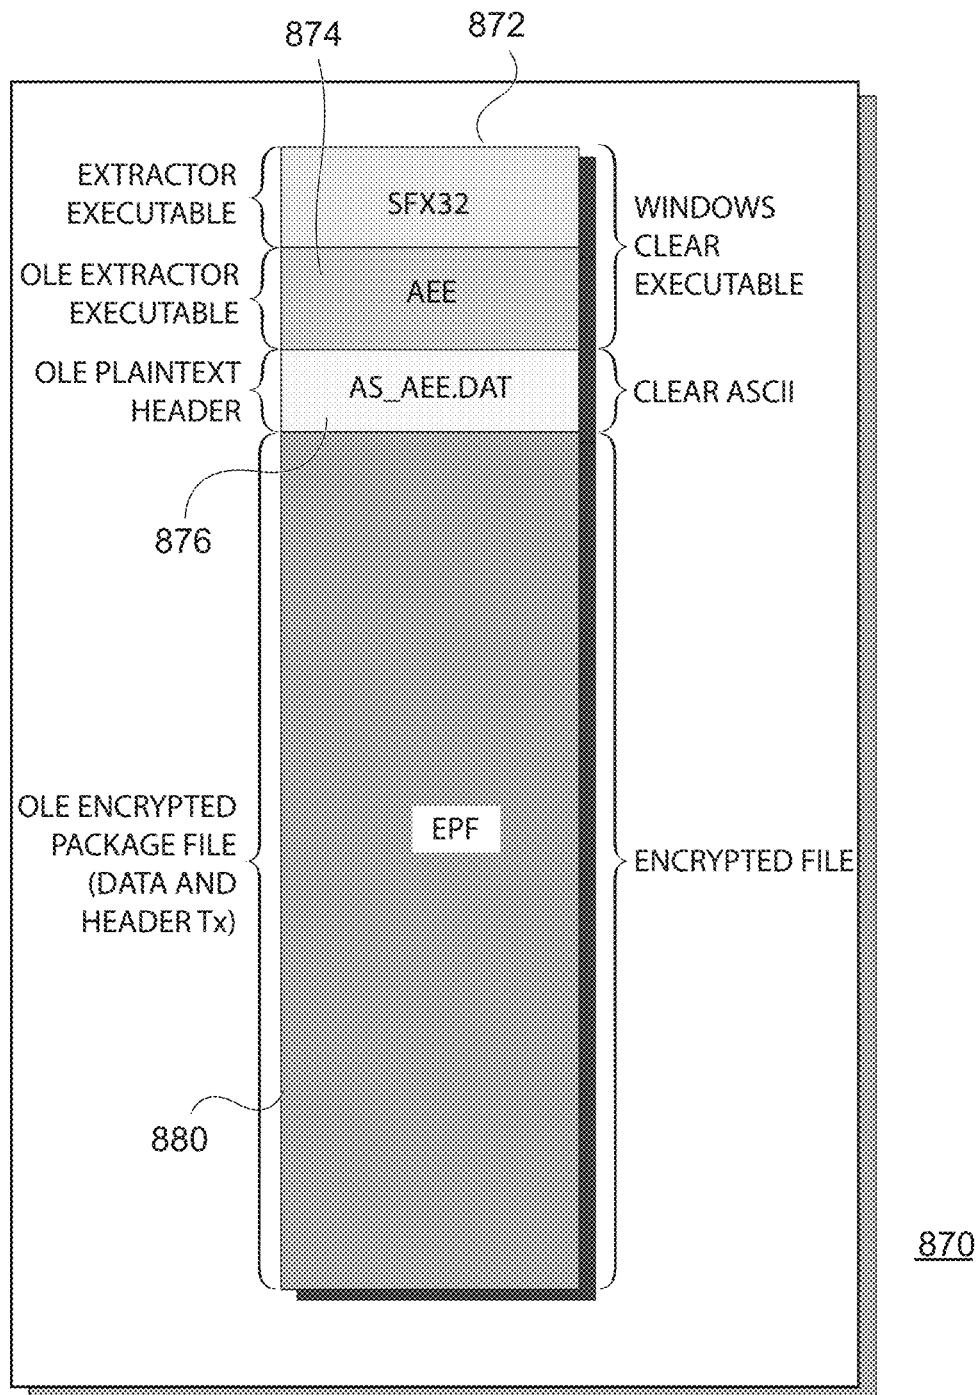 874
872
EXTRACTOR
EXECUTABLE
SFX32
WINDOWS
CLEAR
EXECUTABLE
OLE EXTRACTOR
EXECUTABLE
AEE
OLE PLAINTEXT
HEADER
AS_AEE.DAT
CLEAR ASCII
876
OLE ENCRYPTED
PACKAGE FILE
(DATA AND
HEADER Tx)
EPF
ENCRYPTED FILE
880
870